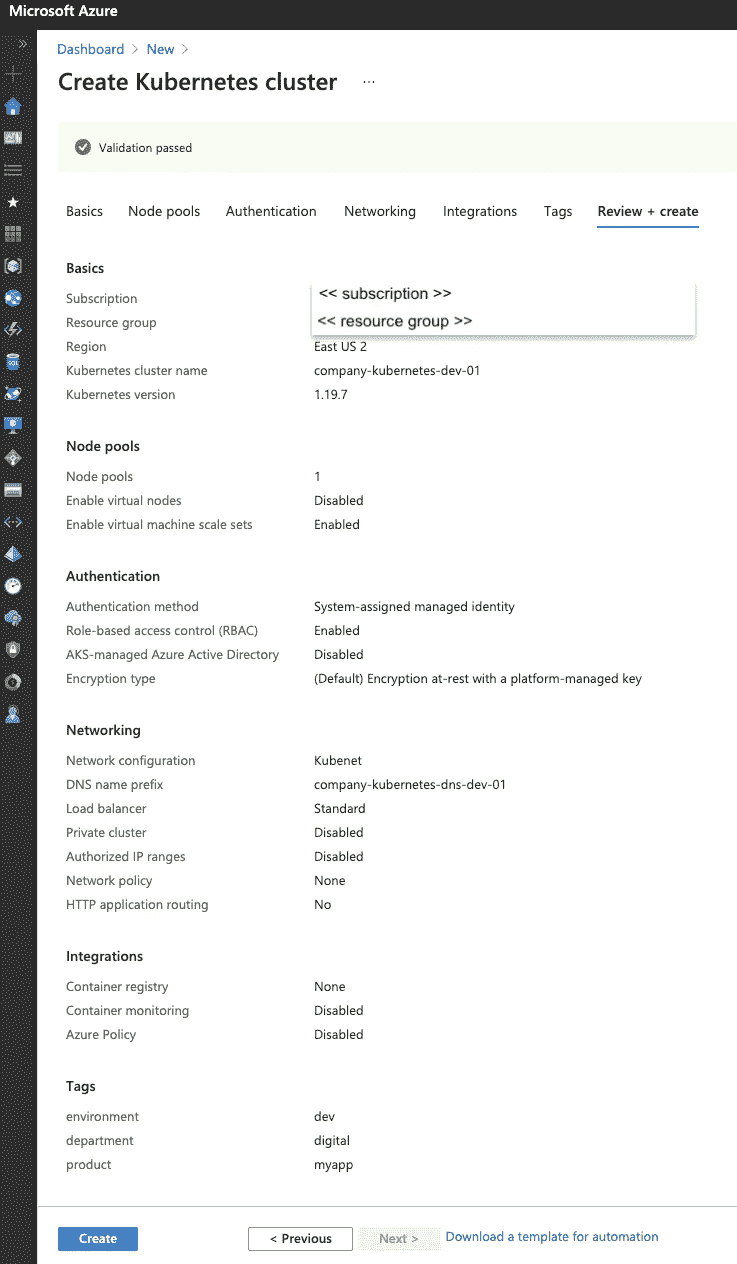 Microsoft Azure
Dashboard > New >
Create Kubernetes cluster ...
Validation passed
Basics Node pools Authentication Networking Integrations Tags Review + create
Basics
Subscription << subscription >>
Resource group << resource group >>
Region East US 2
Kubernetes cluster name company-kubernetes-dev-01
Kubernetes version 1.19.7
Node pools
Node pools 1
Enable virtual nodes Disabled
Enable virtual machine scale sets Enabled
Authentication
Authentication method System-assigned managed identity
Role-based access control (RBAC) Enabled
AKS-managed Azure Active Directory Disabled
Encryption type (Default) Encryption at-rest with a platform-managed key
Networking
Network configuration Kubenet
DNS name prefix company-kubernetes-dns-dev-01
Load balancer Standard
Private cluster Disabled
Authorized IP ranges Disabled
Network policy None
HTTP application routing No
Integrations
Container registry None
Container monitoring Disabled
Azure Policy Disabled
Tags
environment dev
department digital
product myapp
Create < Previous Next > Download a template for automation